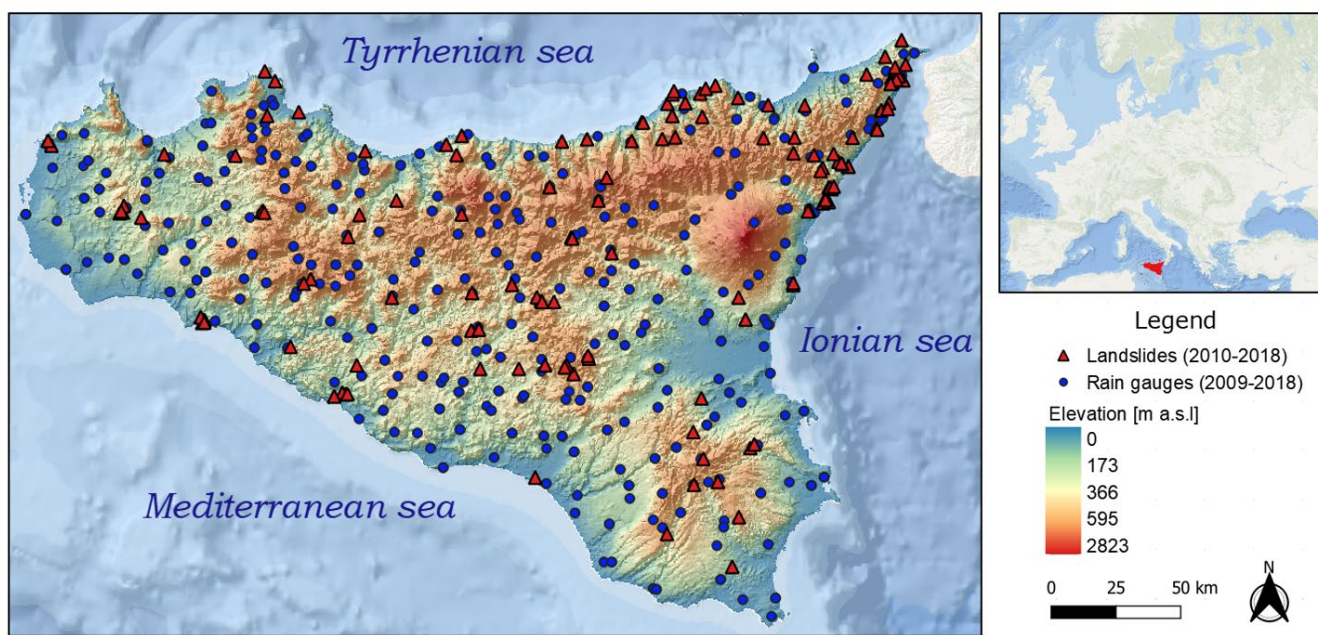 Tyrrhenian sea
Ionian sea
Mediterranean sea
Legend
Landslides (2010-2018)
Rain gauges (2009-2018)
Elevation [m a.s.l]
0
173
366
595
2823
0 25 50 km
N